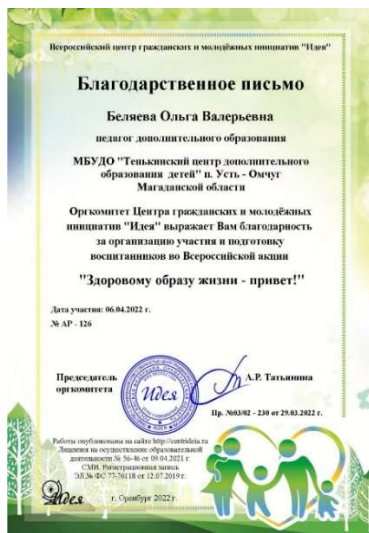 Всероссийский центр гражданских и молодёжных инициатив "Идея"
Благодарственное письмо
Беляева Ольга Валерьевна
педагог дополнительного образования
МБУДО "Тенькинский центр дополнительного
образования детей" п. Усть - Омчуг
Магаданской области
Оргкомитет Центра гражданских и молодёжных
инициатив "Идея" выражает Вам благодарность
за организацию участия и подготовку
воспитанников во Всероссийской акции
"Здоровому образу жизни - привет!"
Дата участия: 06.04.2022 г.
№ АР - 126
Председатель
оргкомитета
Идея
А.Р. Татьянина
Пр. №03/02 - 230 от 29.03.2022 г.
Работы опубликованы на сайте http://centrideia.ru
Лицензия на осуществление образовательной
деятельности № 56-46 от 09.04.2021 г.
СМИ. Регистрационная запись
ЭЛ № ФС 77-76118 от 12.07.2019 г.
Идея
г. Оренбург 2022 г.